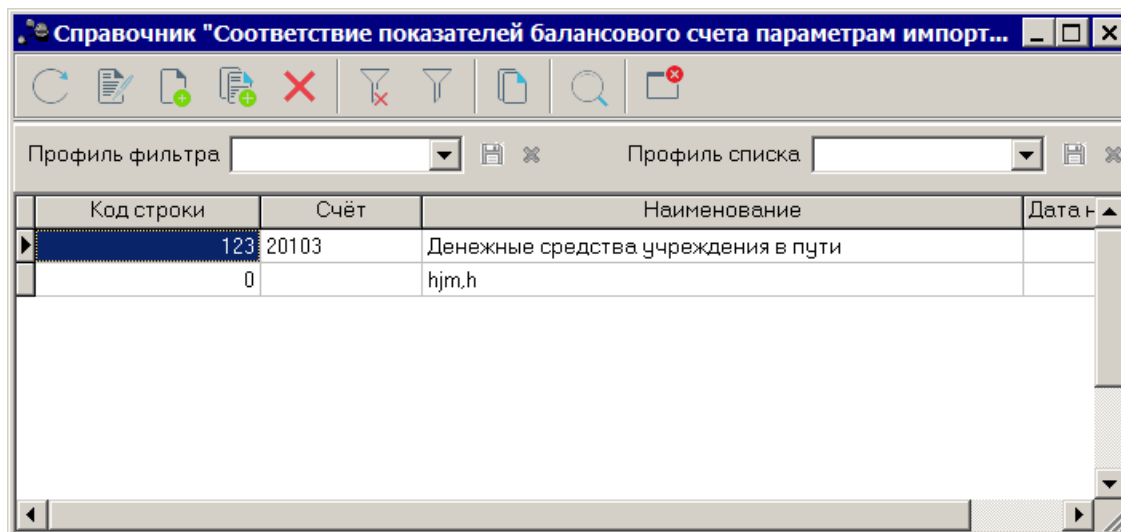 Справочник "Соответствие показателей балансового счета параметрам импорт...
Профиль фильтра Профиль списка
Код строки Счёт Наименование Дата н
123 20103 Денежные средства учреждения в пути
0 hjm,h